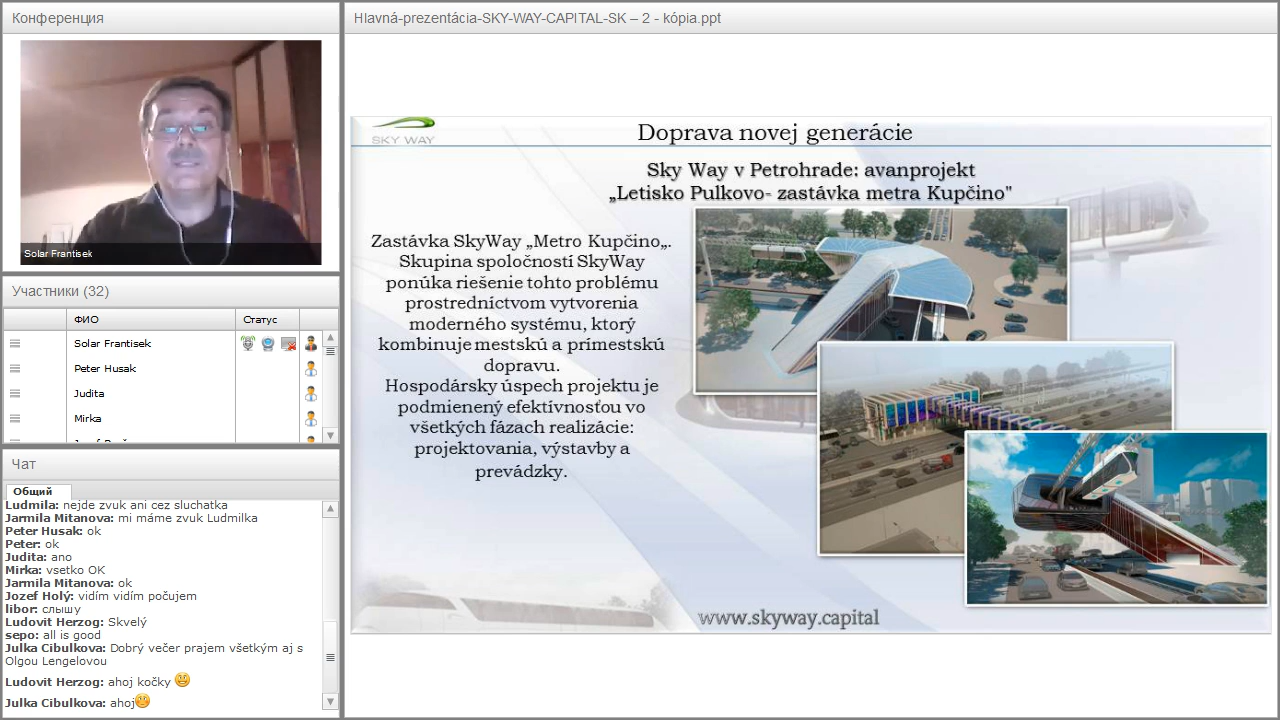 Конференция
Solar Frantisek
Участники (32)
ФИО
Статус
Solar Frantisek
Peter Husak
Judita
Mirka
Чат
Общий
Ludmila: nejde zvuk ani cez sluchatka
Jarmila Mitanova: mi máme zvuk Ludmilka
Peter Husak: ok
Peter: ok
Judita: ano
Mirka: vsetko OK
Jarmila Mitanova: ok
Jozef Holý: vidím vidím počujem
libor: слышу
Ludovit Herzog: Skvělý
sepo: all is good
Julka Cibulkova: Dobrý večer prajem všetkým aj s
Olgou Lengelovou
Ludovit Herzog: ahoj kočky
Julka Cibulkova: ahoj
Hlavná-prezentácia-SKY-WAY-CAPITAL-SK – 2 - kópia.ppt
SKY WAY
Doprava novej generácie
Sky Way v Petrohrade: avanprojekt
„Letisko Pulkovo- zastávka metra Kupčino"
Zastávka SkyWay „Metro Kupčino„.
Skupina spoločností SkyWay
ponúka riešenie tohto problému
prostredníctvom vytvorenia
moderného systému, ktorý
kombinuje mestskú a prímestskú
dopravu.
Hospodársky úspech projektu je
podmienený efektívnosťou vo
všetkých fázach realizácie:
projektovania, výstavby a
prevádzky.
www.skyway.capital